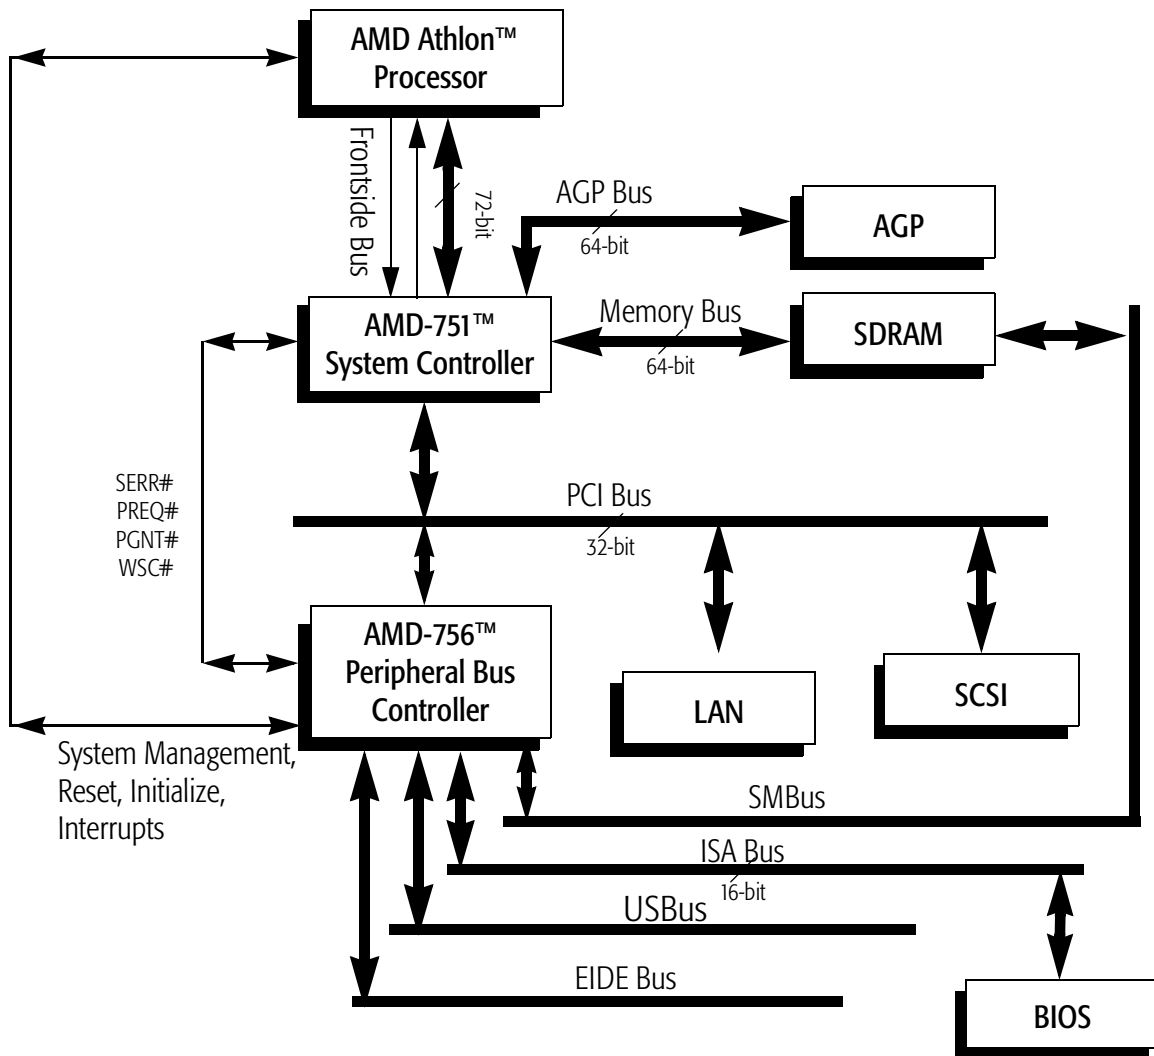 AMD Athlon™
Processor
Frontside Bus
72-bit
AGP Bus
64-bit
AGP
AMD-751™
System Controller
Memory Bus
64-bit
SDRAM
SERR#
PREQ#
PGNT#
WSC#
PCI Bus
32-bit
AMD-756™
Peripheral Bus
Controller
LAN
SCSI
System Management,
Reset, Initialize,
Interrupts
SMBus
ISA Bus
16-bit
USBus
EIDE Bus
BIOS